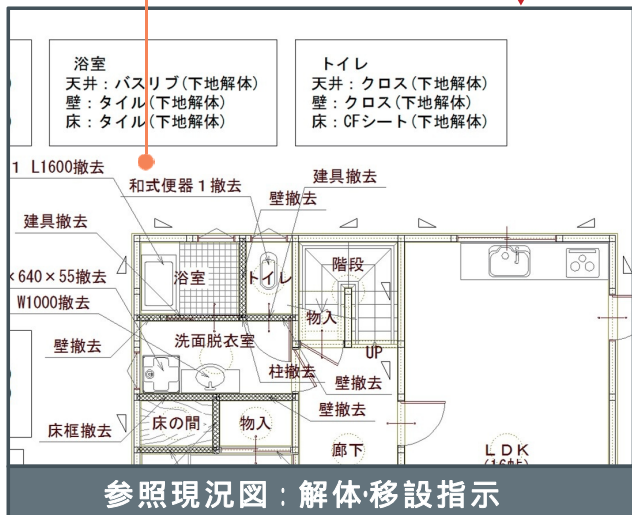 浴室
天井：バスリブ(下地解体)
壁：タイル(下地解体)
床：タイル(下地解体)
トイレ
天井：クロス(下地解体)
壁：クロス(下地解体)
床：CFシート(下地解体)
1 L1600撤去
和式便器1撤去
建具撤去
壁撤去
建具撤去
×640×55撤去
W1000撤去
壁撤去
浴室
トイレ
階段
物入
洗面脱衣室
UP
柱撤去
壁撤去
壁撤去
床框撤去
床の間
物入
廊下
LDK
(16帖)
参照現況図：解体・移設指示